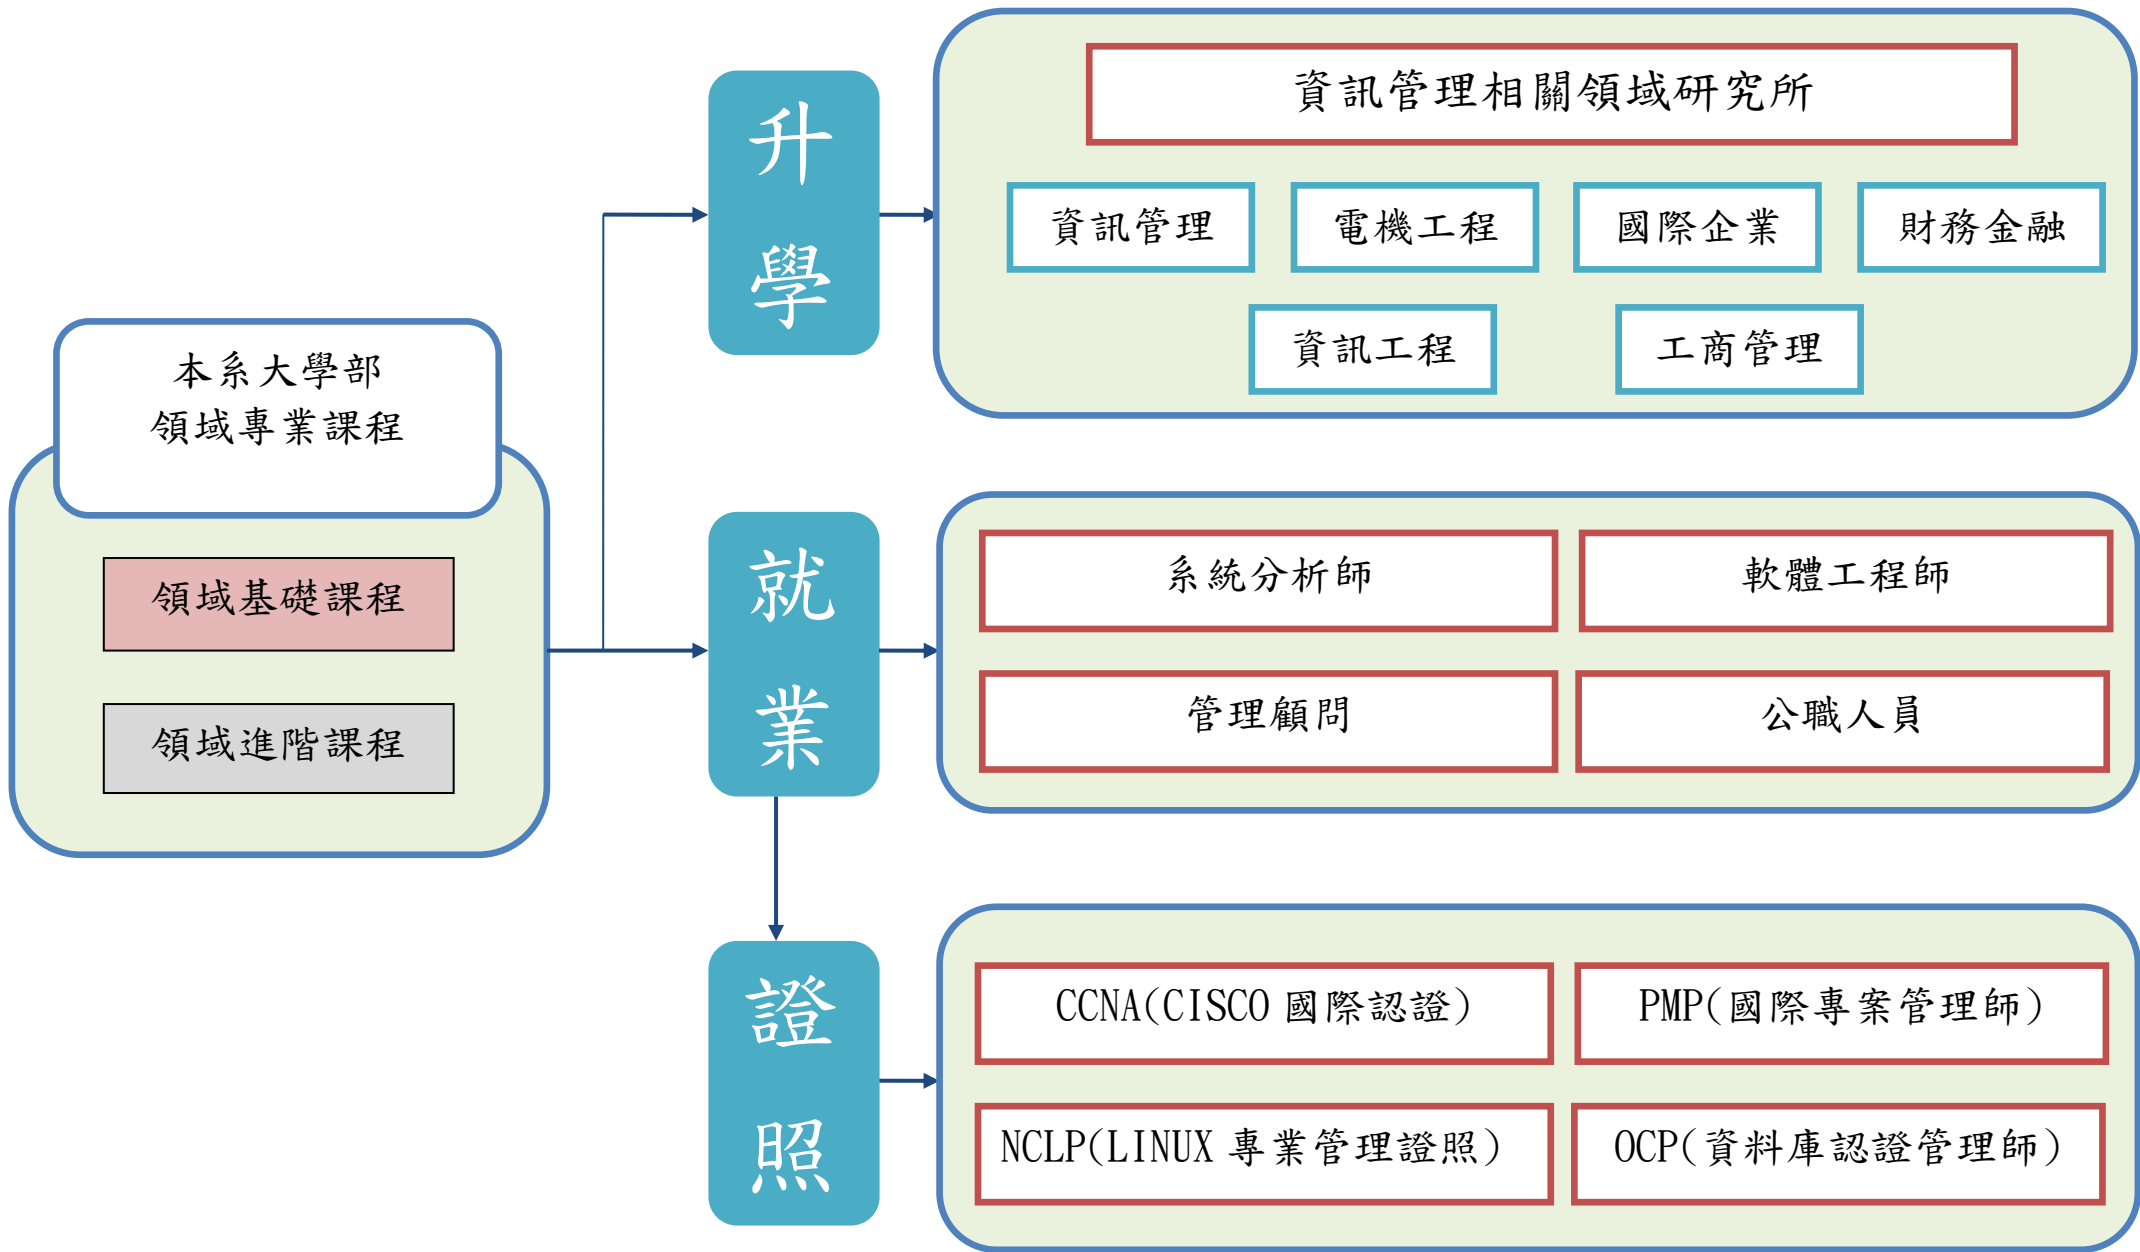 本系大學部
領域專業課程
領域基礎課程
領域進階課程
升
學
資訊管理相關領域研究所
資訊管理
電機工程
國際企業
財務金融
資訊工程
工商管理
就
業
系統分析師
軟體工程師
管理顧問
公職人員
證
照
CCNA(CISCO 國際認證)
PMP(國際專案管理師)
NCLP(LINUX 專業管理證照)
OCP(資料庫認證管理師)